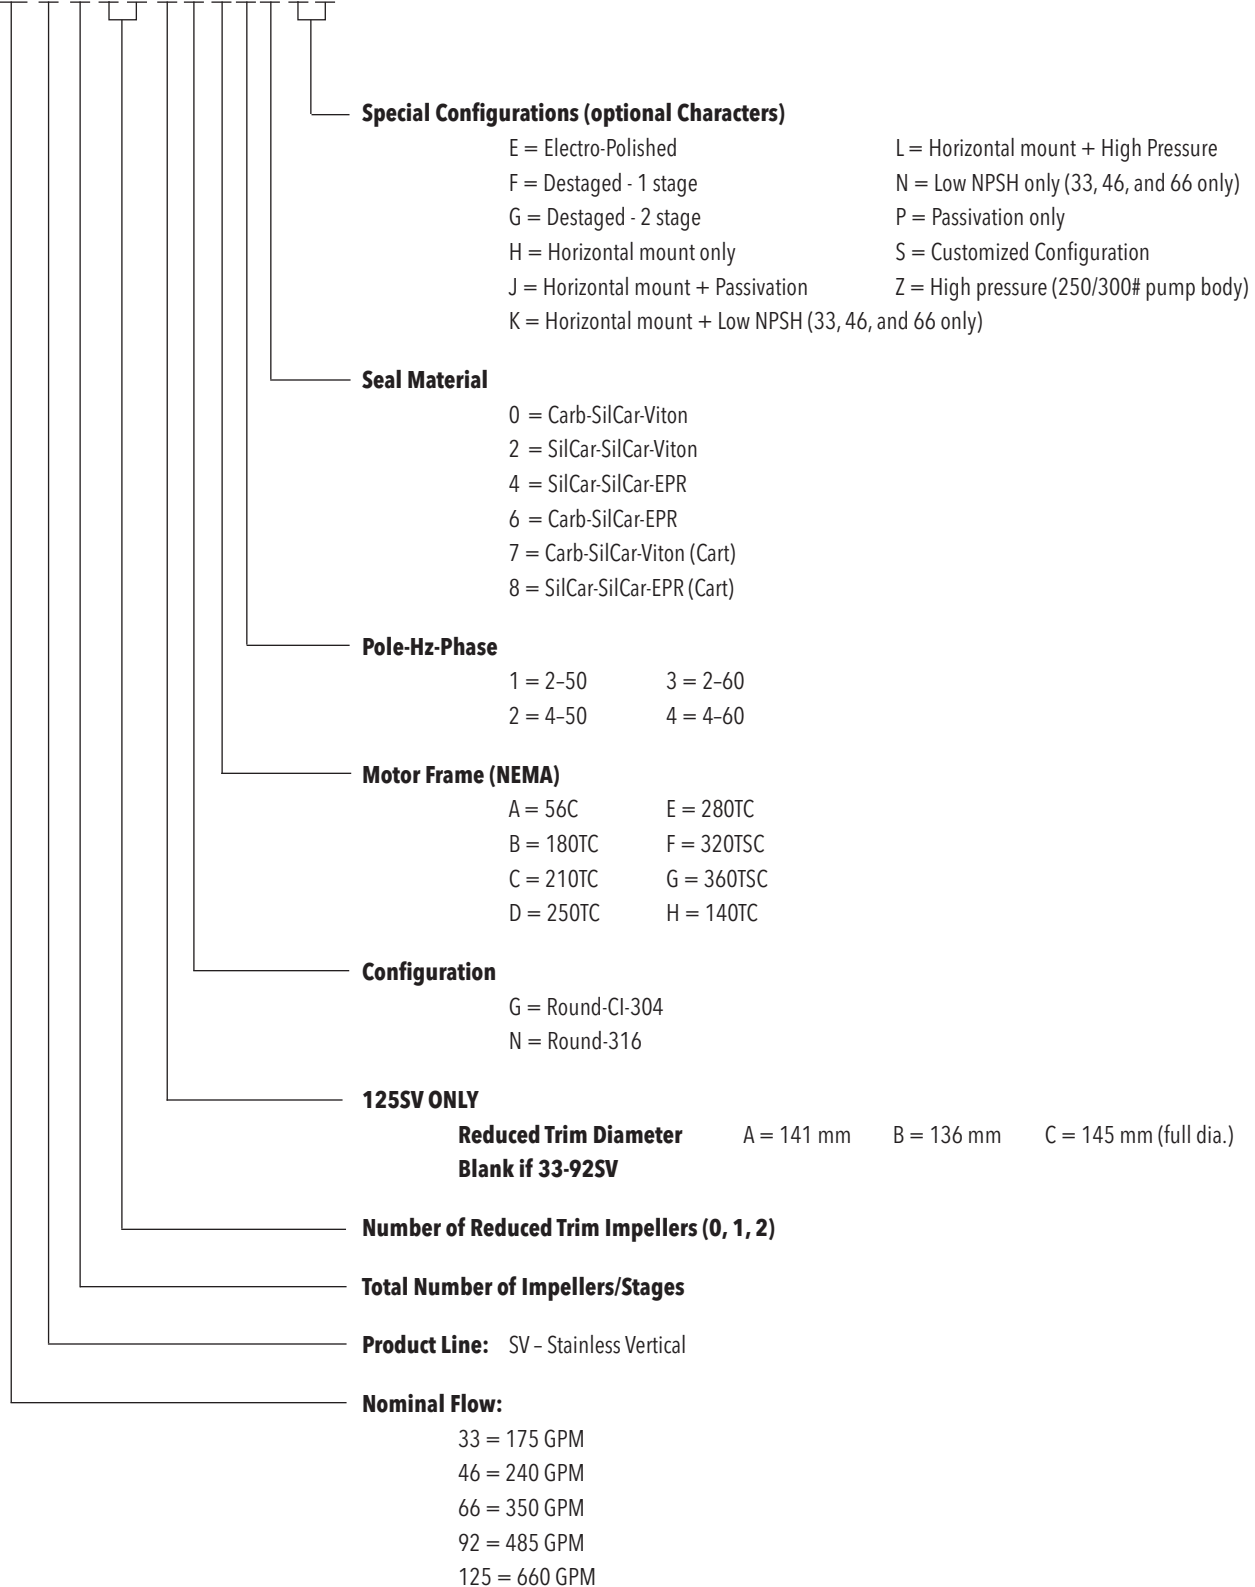 Special Configurations (optional Characters)
E = Electro-Polished L = Horizontal mount + High Pressure
F = Destaged - 1 stage N = Low NPSH only (33, 46, and 66 only)
G = Destaged - 2 stage P = Passivation only
H = Horizontal mount only S = Customized Configuration
J = Horizontal mount + Passivation Z = High pressure (250/300# pump body)
K = Horizontal mount + Low NPSH (33, 46, and 66 only)
Seal Material
0 = Carb-SilCar-Viton
2 = SilCar-SilCar-Viton
4 = SilCar-SilCar-EPR
6 = Carb-SilCar-EPR
7 = Carb-SilCar-Viton (Cart)
8 = SilCar-SilCar-EPR (Cart)
Pole-Hz-Phase
1 = 2–50 3 = 2–60
2 = 4–50 4 = 4–60
Motor Frame (NEMA)
A = 56C E = 280TC
B = 180TC F = 320TSC
C = 210TC G = 360TSC
D = 250TC H = 140TC
Configuration
G = Round-CI-304
N = Round-316
125SV ONLY
Reduced Trim Diameter A = 141 mm B = 136 mm C = 145 mm (full dia.)
Blank if 33-92SV
Number of Reduced Trim Impellers (0, 1, 2)
Total Number of Impellers/Stages
Product Line: SV – Stainless Vertical
Nominal Flow:
33 = 175 GPM
46 = 240 GPM
66 = 350 GPM
92 = 485 GPM
125 = 660 GPM